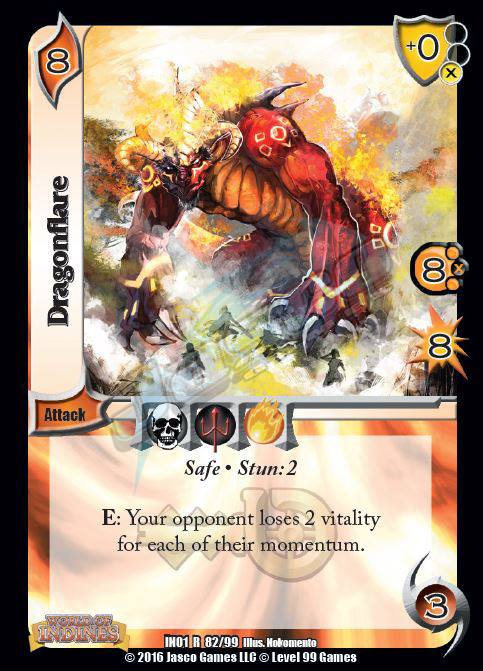 8
+0
X
Dragonflare
8
8
Attack
Safe • Stun: 2
E: Your opponent loses 2 vitality
for each of their momentum.
3
WORLD OF
INDINES
IN01 R 82/99 Illus. Nokomento
© 2016 Jasco Games LLC © Level 99 Games